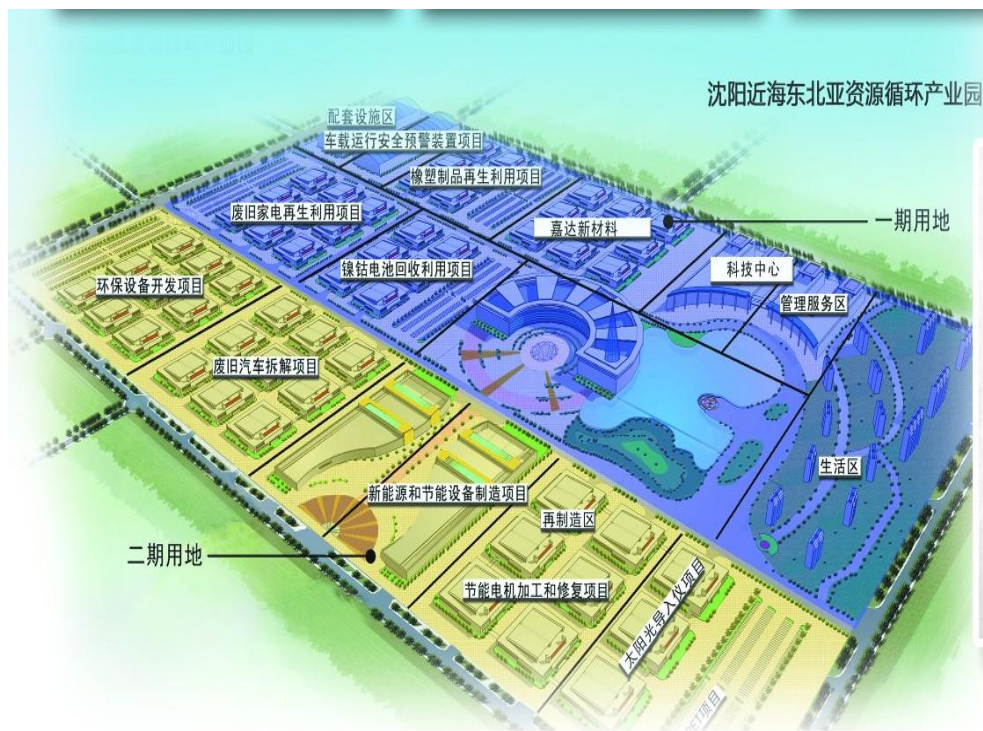 沈阳近海东北亚资源循环产业园
配套设施区
车载运行安全预警装置项目
橡塑制品再生利用项目
废旧家电再生利用项目
嘉达新材料
一期用地
镍钴电池回收利用项目
科技中心
环保设备开发项目
管理服务区
废旧汽车拆解项目
生活区
新能源和节能设备制造项目
再制造区
二期用地
节能电机加工和修复项目
太阳光导入仪项目
PET项目